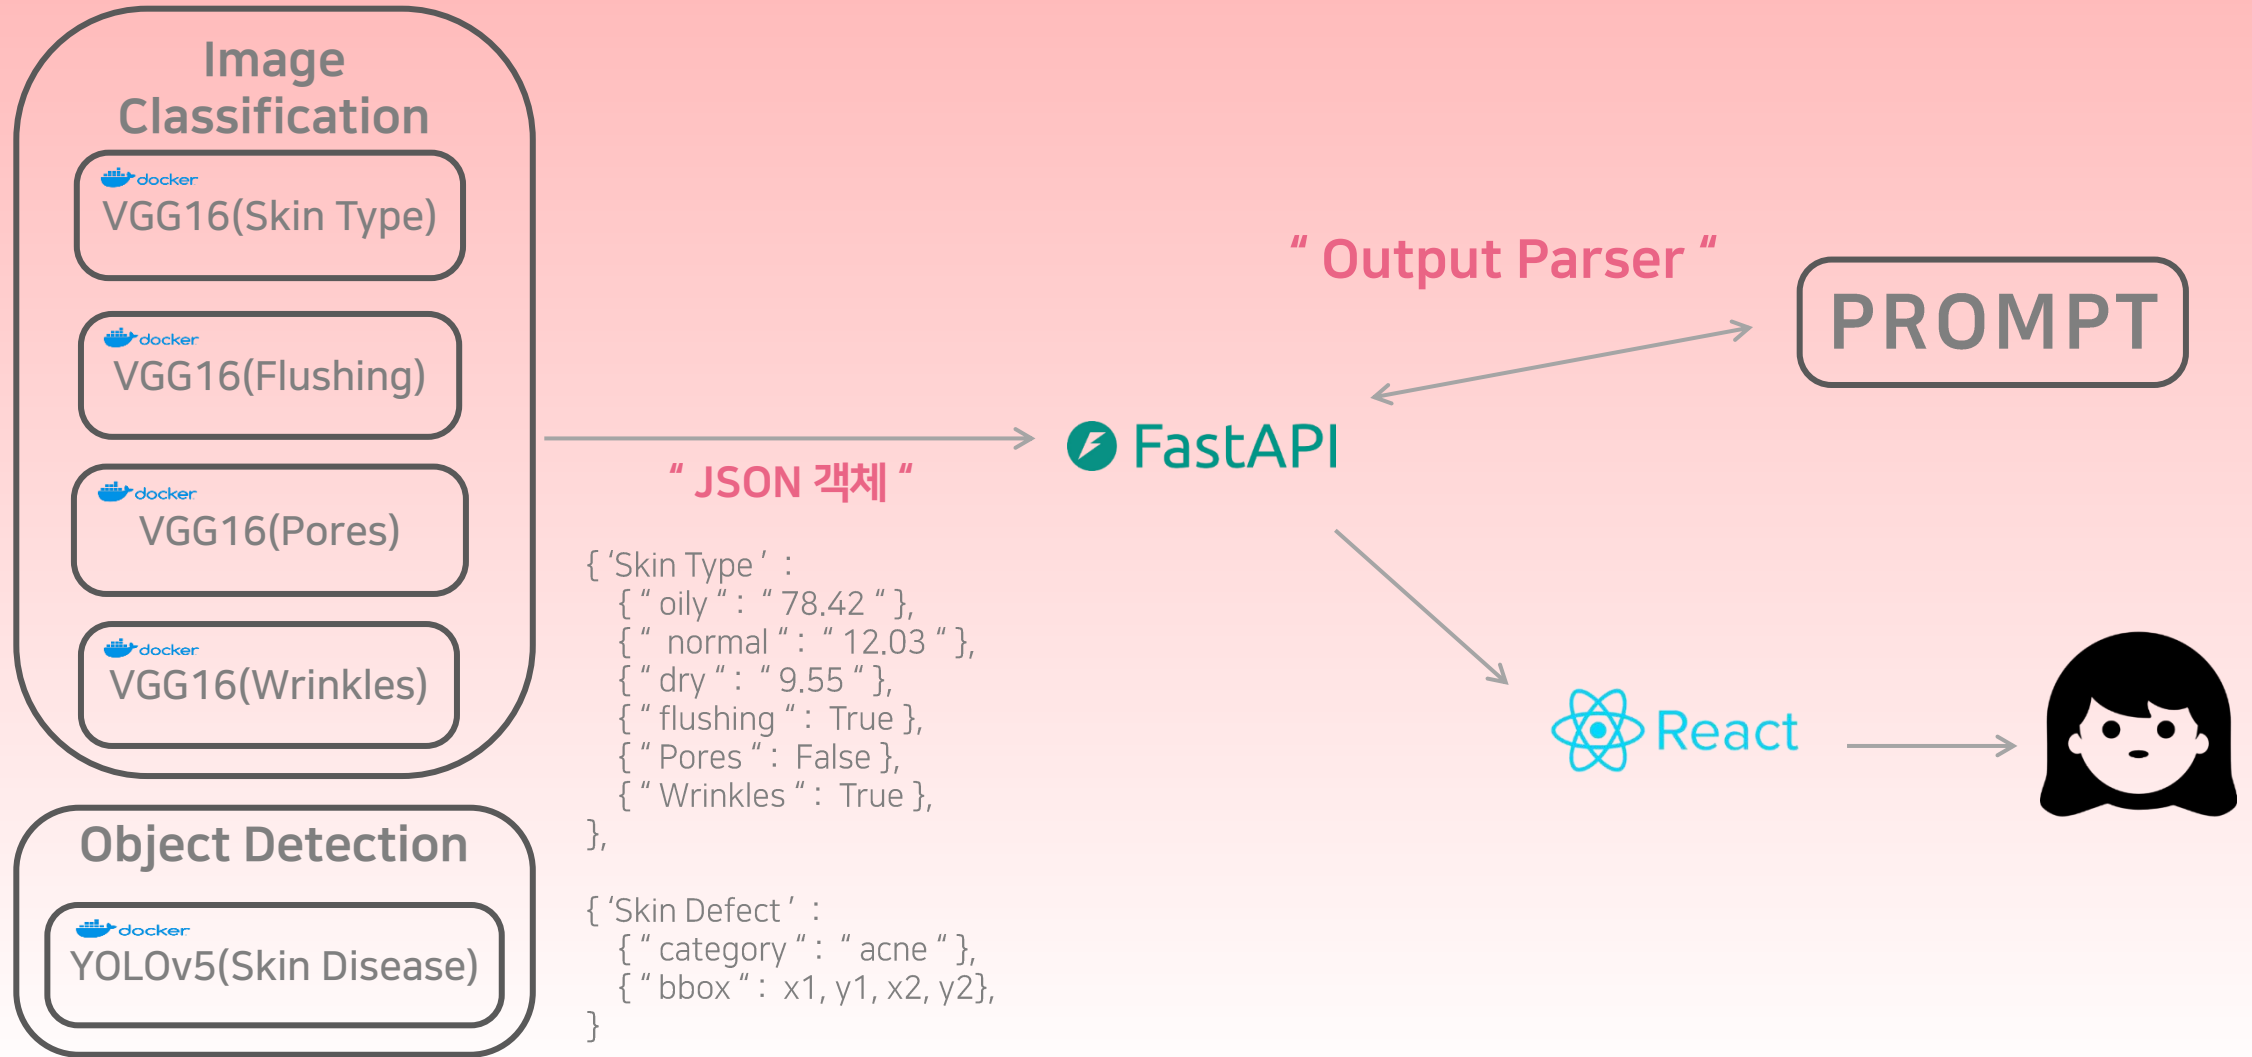 Image
Classification
docker
VGG16(Skin Type)
docker
VGG16(Flushing)
docker
VGG16(Pores)
docker
VGG16(Wrinkles)
Object Detection
docker
YOLOv5(Skin Disease)
“ JSON 객체 “
{ ‘Skin Type ’ :
{ “ oily “ : “ 78.42 “ },
{ “ normal “ : “ 12.03 “ },
{ “ dry “ : “ 9.55 “ },
{ “ flushing “ : True },
{ “ Pores “ : False },
{ “ Wrinkles “ : True },
},
{ ‘Skin Defect ’ :
{ “ category “ : “ acne “ },
{ “ bbox “ : x1, y1, x2, y2},
}
FastAPI
“ Output Parser “
PROMPT
React